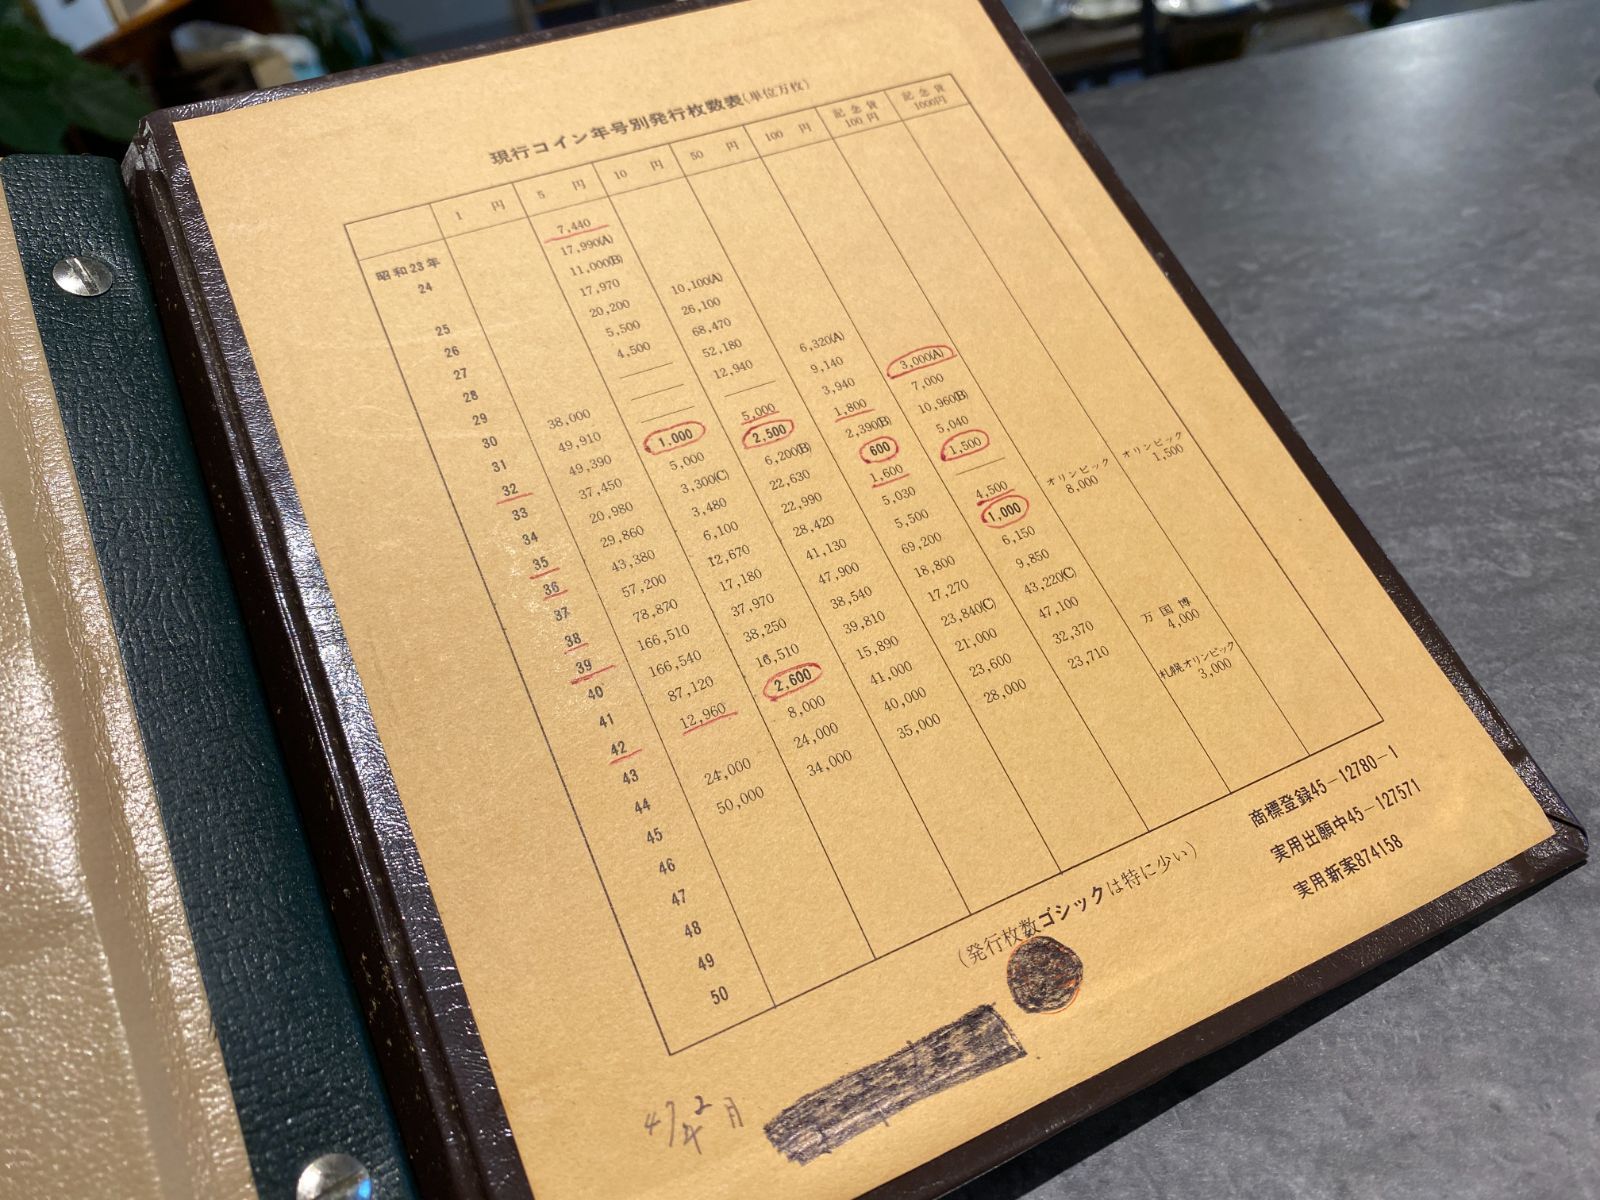 現行コイン年号別発行枚数表(単位万枚)
1円 5円 10円 50円 100円 記念貨100円 記念貨1000円
昭和23年 7,440
24 17,990(A)
11,000(B)
25 17,970
26 20,200 10,100(A)
27 5,500 26,100
28 4,500 68,470
29 — 52,180
30 38,000 — 12,940 6,320(A)
31 49,910 — — 9,140
32 49,390 1,000 5,000 3,940 3,000(A)
33 37,450 5,000 2,500 1,800 7,000
34 20,980 3,300(C) 6,200(B) 2,390(B) 10,960(B)
35 29,860 3,480 22,630 600 5,040
36 43,380 6,100 22,990 1,600 1,500
37 57,200 12,670 28,420 5,030 —
38 78,870 17,180 41,130 5,500 4,500
39 166,510 37,970 47,900 69,200 1,000 オリンピック 8,000 オリンピック 1,500
40 166,540 38,250 38,540 18,800 6,150
41 87,120 16,510 39,810 17,270 9,850
42 12,960 2,600 15,890 23,840(C) 43,220(C)
43 8,000 41,000 21,000 47,100
44 24,000 24,000 40,000 23,600 32,370
45 50,000 34,000 35,000 28,000 23,710 万国博 4,000
46
47 札幌オリンピック 3,000
48
49
50
(発行枚数ゴシックは特に少い)
商標登録45-12780-1
実用出願中45-127571
実用新案874158
47年2月